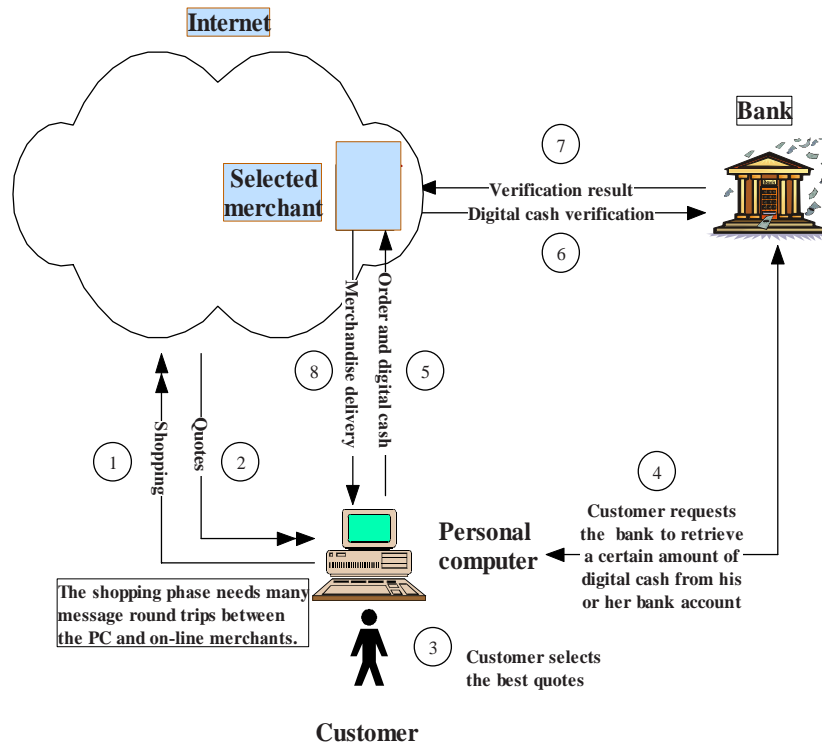 Internet
Bank
7
Selected
merchant
Verification result
Digital cash verification
6
Merchandise delivery
Order and digital cash
8
5
Shopping
Quotes
1
2
4
Customer requests
the bank to retrieve
a certain amount of
digital cash from his
or her bank account
Personal
computer
The shopping phase needs many
message round trips between
the PC and on-line merchants.
3
Customer selects
the best quotes
Customer